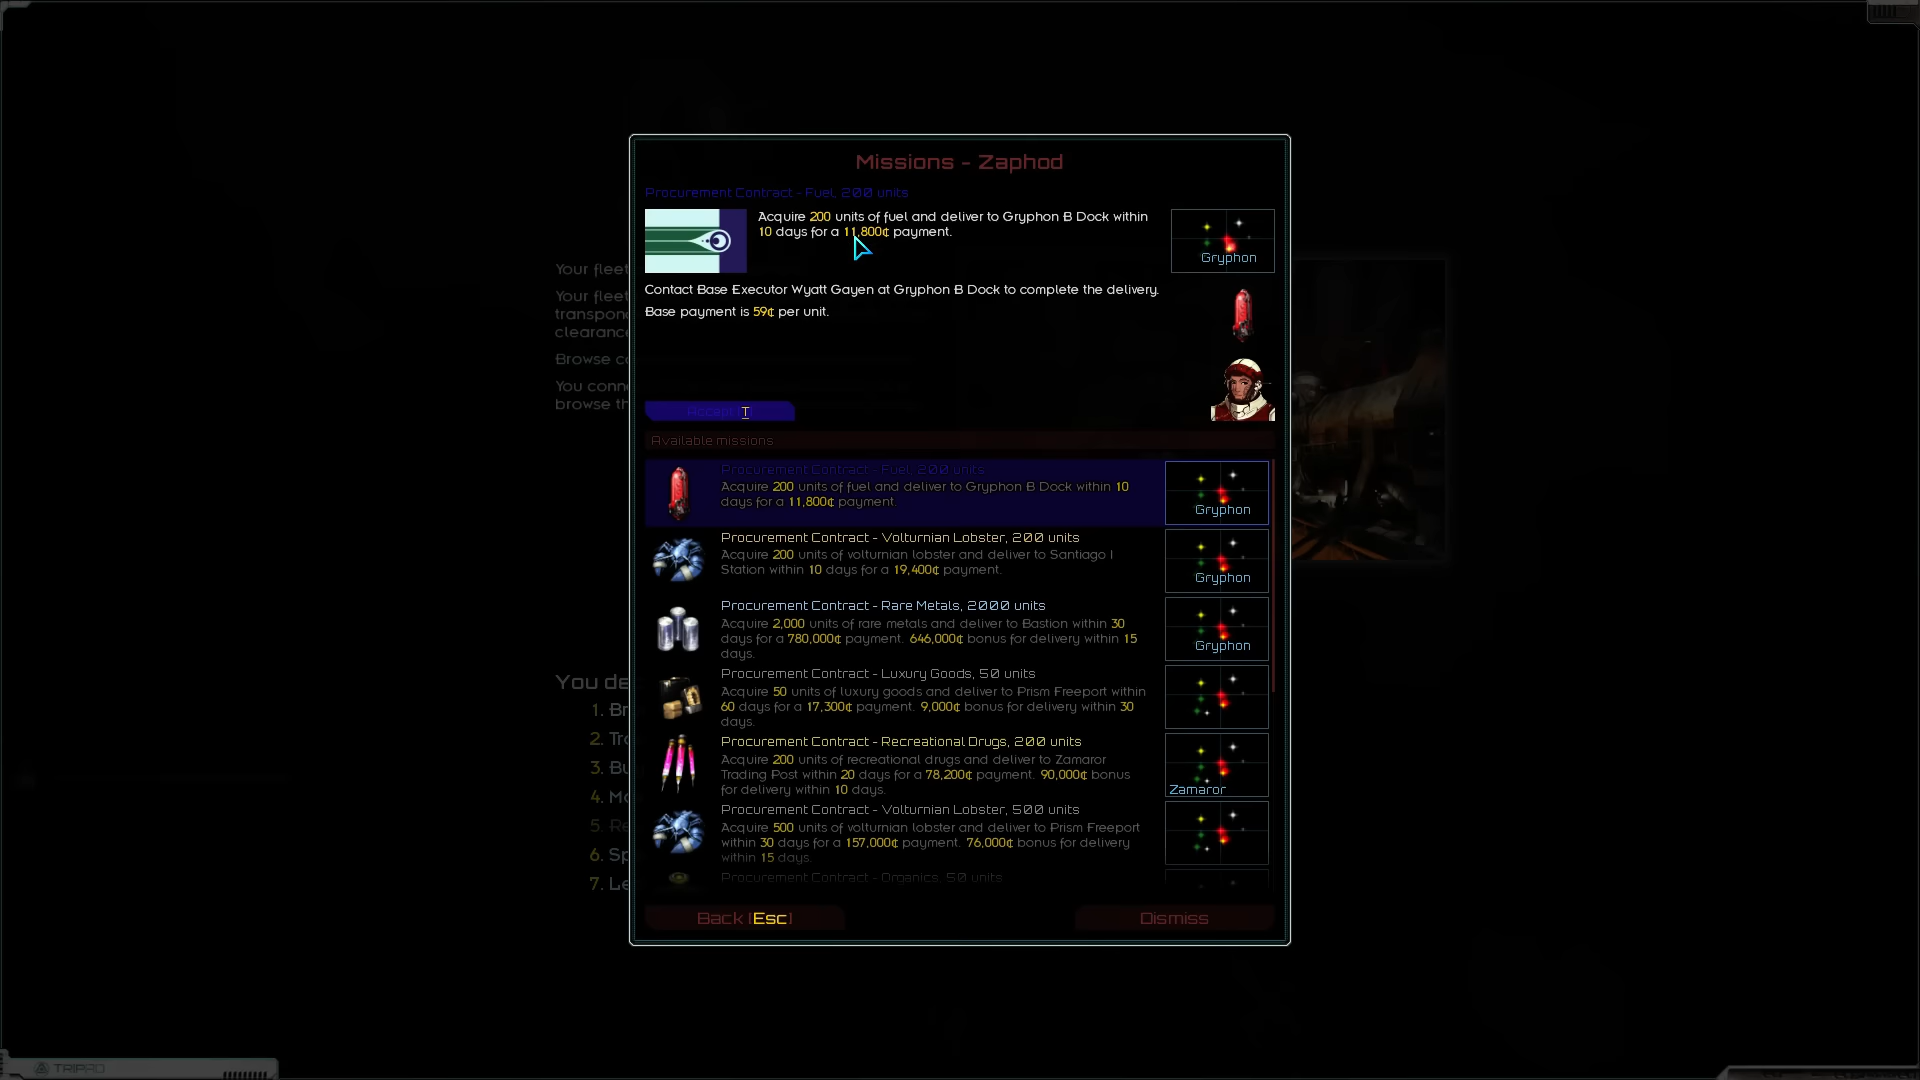 Missions - Zaphod
Procurement Contract - Fuel, 200 units
Acquire 200 units of fuel and deliver to Gryphon B Dock within
10 days for a 11,800¢ payment.
Gryphon
Contact Base Executor Wyatt Gayen at Gryphon B Dock to complete the delivery.
Base payment is 59¢ per unit.
Accept [T]
Available missions
Procurement Contract - Fuel, 200 units
Acquire 200 units of fuel and deliver to Gryphon B Dock within 10
days for a 11,800¢ payment.
Gryphon
Procurement Contract - Volturnian Lobster, 200 units
Acquire 200 units of volturnian lobster and deliver to Santiago I
Station within 10 days for a 19,400¢ payment.
Gryphon
Procurement Contract - Rare Metals, 2000 units
Acquire 2,000 units of rare metals and deliver to Bastion within 30
days for a 780,000¢ payment. 646,000¢ bonus for delivery within 15
days.
Gryphon
Procurement Contract - Luxury Goods, 50 units
Acquire 50 units of luxury goods and deliver to Prism Freeport within
60 days for a 17,300¢ payment. 9,000¢ bonus for delivery within 30
days.
Procurement Contract - Recreational Drugs, 200 units
Acquire 200 units of recreational drugs and deliver to Zamaror
Trading Post within 20 days for a 78,200¢ payment. 90,000¢ bonus
for delivery within 10 days.
Zamaror
Procurement Contract - Volturnian Lobster, 500 units
Acquire 500 units of volturnian lobster and deliver to Prism Freeport
within 30 days for a 157,000¢ payment. 76,000¢ bonus for delivery
within 15 days.
Procurement Contract - Organics, 50 units
Back [Esc]
Dismiss
Your fleet
Your fleet
transpon
clearance
Browse co
You conne
browse th
You de
1. Br
2. Tra
3. Bu
4. Ma
5. Re
6. Sp
7. Le
TRIPAD